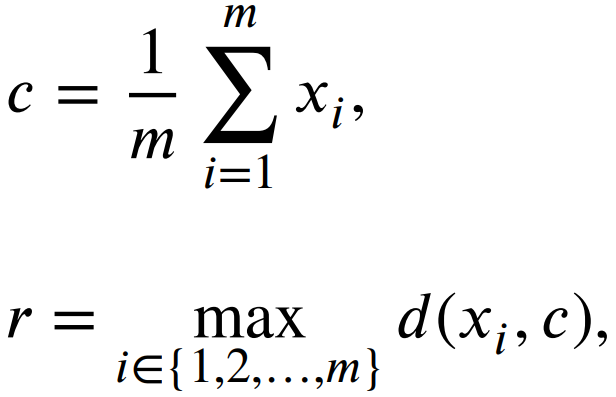 c = \frac{1}{m} \sum_{i=1}^{m} x_i,
r = \max_{i \in \{1,2,\ldots,m\}} d(x_i, c),